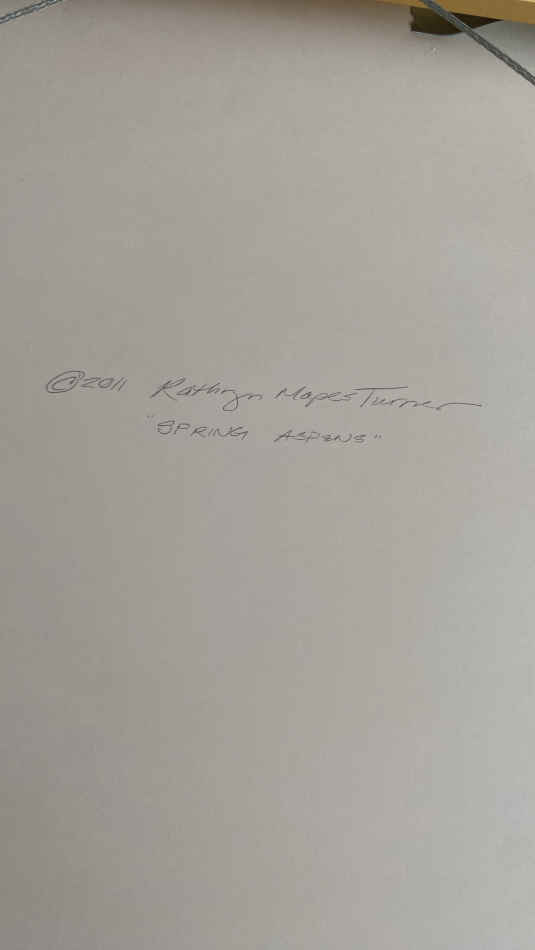 ©2011 Kathryn Mapes Turner
"SPRING ASPENS"